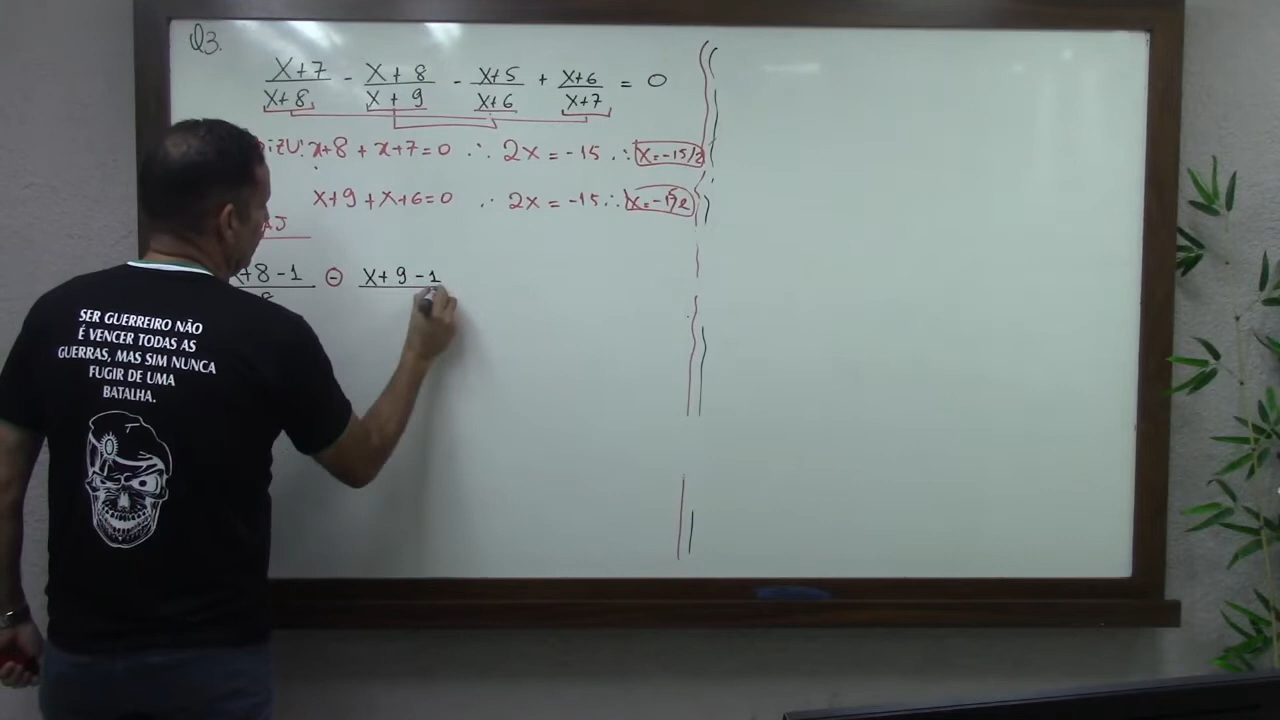 Q3.
x+7/x+8 - x+8/x+9 - x+5/x+6 + x+6/x+7 = 0
x+8 + x+7=0 ∴ 2x = -15 ∴ x=-15/2
x+9 + x+6=0 ∴ 2x = -15 ∴ x=-15/2
+8-1 - x+9-1
8
SER GUERREIRO NÃO
É VENCER TODAS AS
GUERRAS, MAS SIM NUNCA
FUGIR DE UMA
BATALHA.